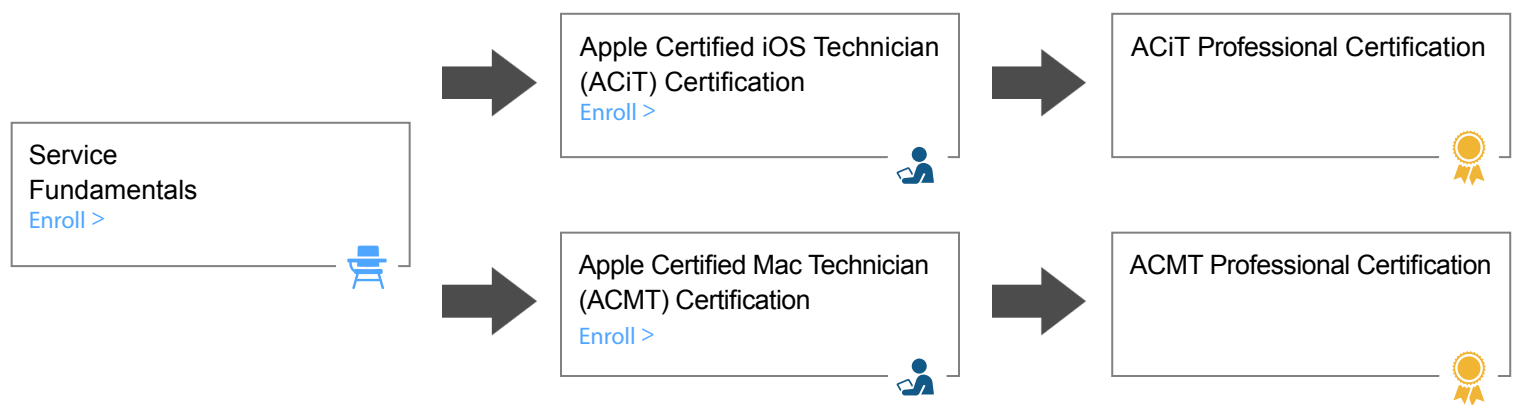 Service
Fundamentals
Enroll >
Apple Certified iOS Technician
(ACiT) Certification
Enroll >
ACiT Professional Certification
Apple Certified Mac Technician
(ACMT) Certification
Enroll >
ACMT Professional Certification